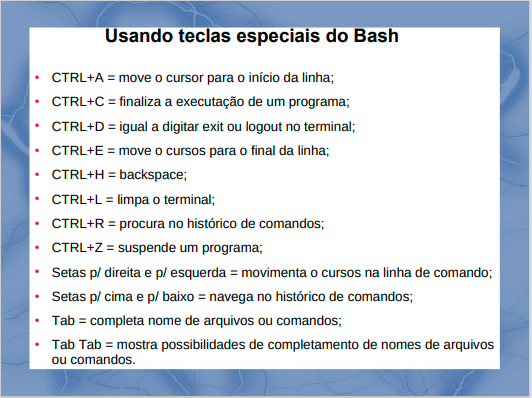 Usando teclas especiais do Bash
• CTRL+A = move o cursor para o início da linha;
• CTRL+C = finaliza a executação de um programa;
• CTRL+D = igual a digitar exit ou logout no terminal;
• CTRL+E = move o cursos para o final da linha;
• CTRL+H = backspace;
• CTRL+L = limpa o terminal;
• CTRL+R = procura no histórico de comandos;
• CTRL+Z = suspende um programa;
• Setas p/ direita e p/ esquerda = movimenta o cursos na linha de comando;
• Setas p/ cima e p/ baixo = navega no histórico de comandos;
• Tab = completa nome de arquivos ou comandos;
• Tab Tab = mostra possibilidades de completamento de nomes de arquivos
ou comandos.